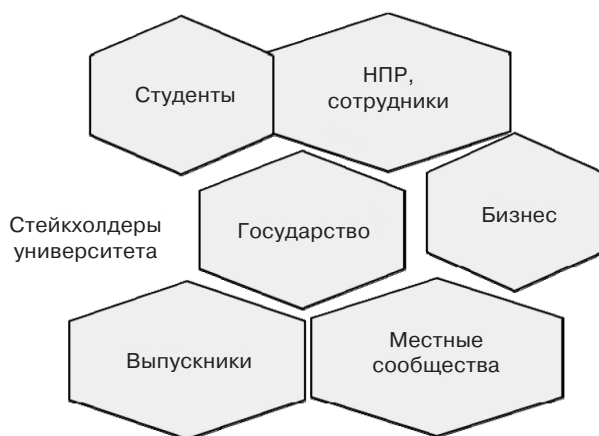 Студенты
НПР,
сотрудники
Бизнес
Стейкхолдеры
университета
Государство
Выпускники
Местные
сообщества